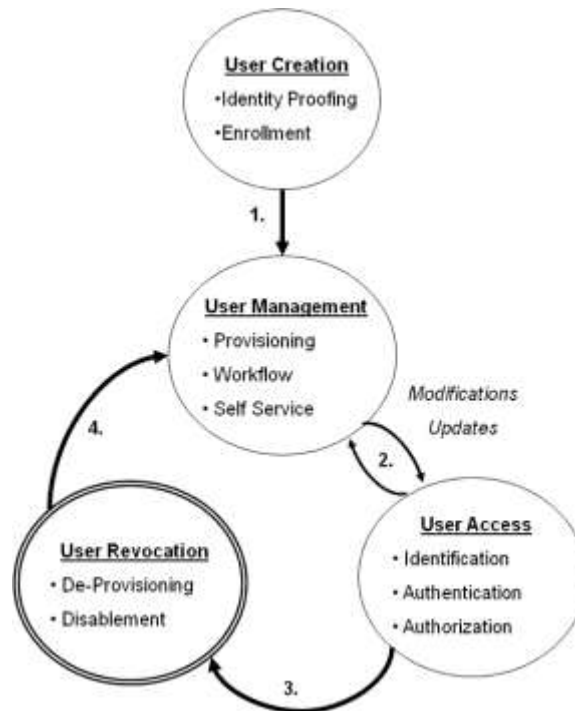 User Creation
•Identity Proofing
•Enrollment
1.
User Management
• Provisioning
• Workflow
• Self Service
Modifications
Updates
2.
4.
User Access
• Identification
• Authentication
• Authorization
User Revocation
• De-Provisioning
• Disablement
3.